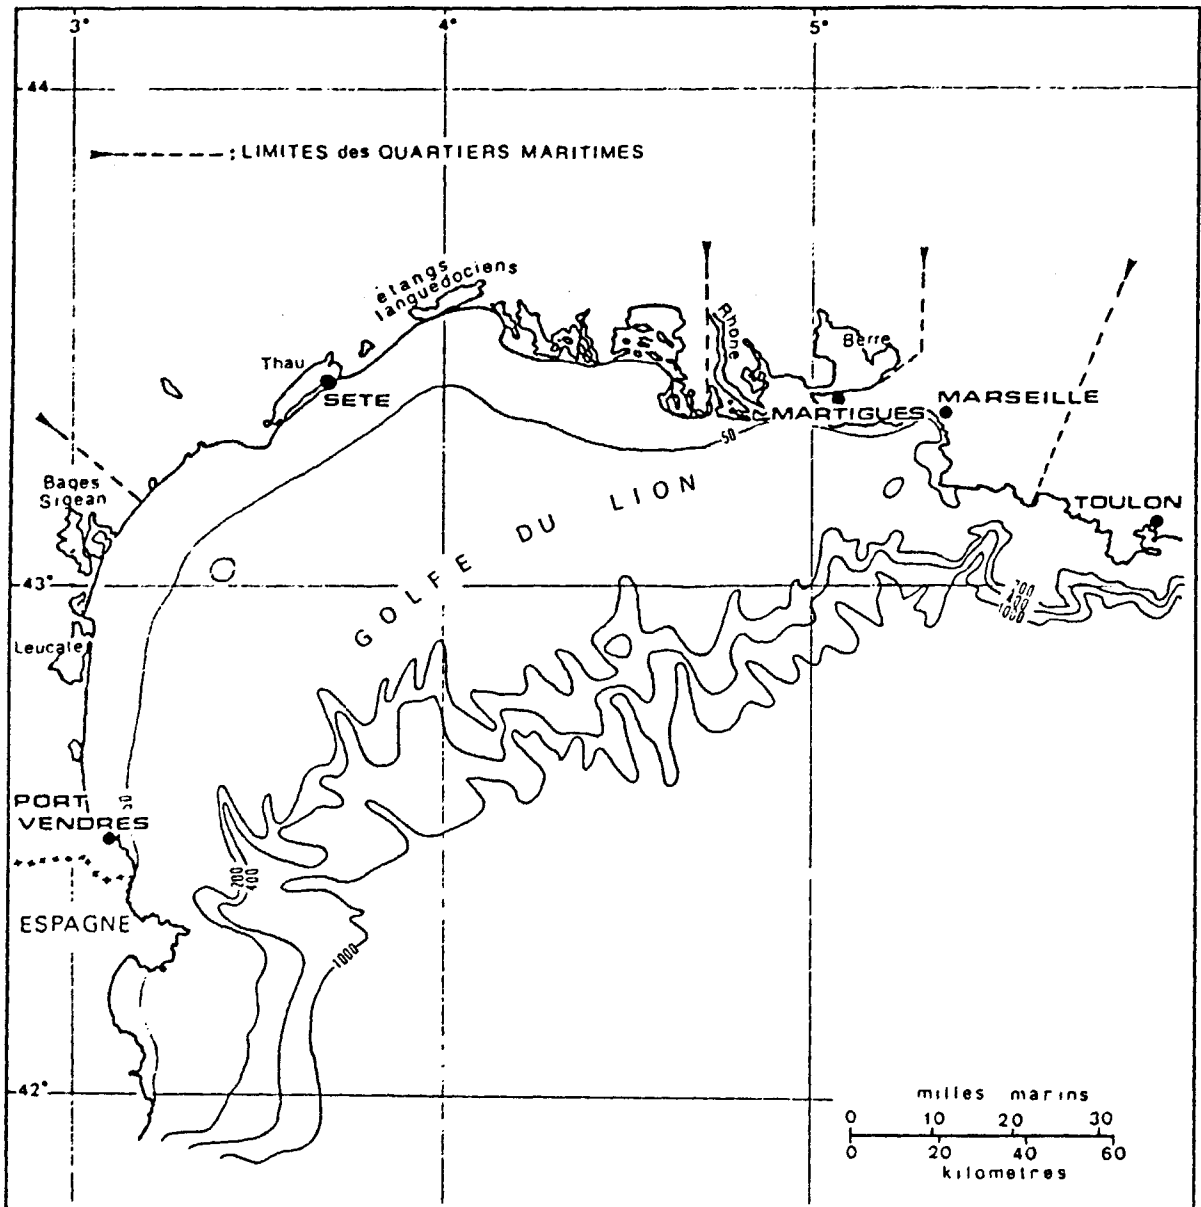 3° 4° 5°
44
: LIMITES des QUARTIERS MARITIMES
étangs
languedociens
Rhone
Berre
Thau
SETE
MARTIGUES
MARSEILLE
50
Bages
Sigean
TOULON
GOLFE DU LION
43
200
400
1000
Leucate
PORT
VENDRES
50
200
400
ESPAGNE
1000
42°
milles marins
0 10 20 30
0 20 40 60
kilometres